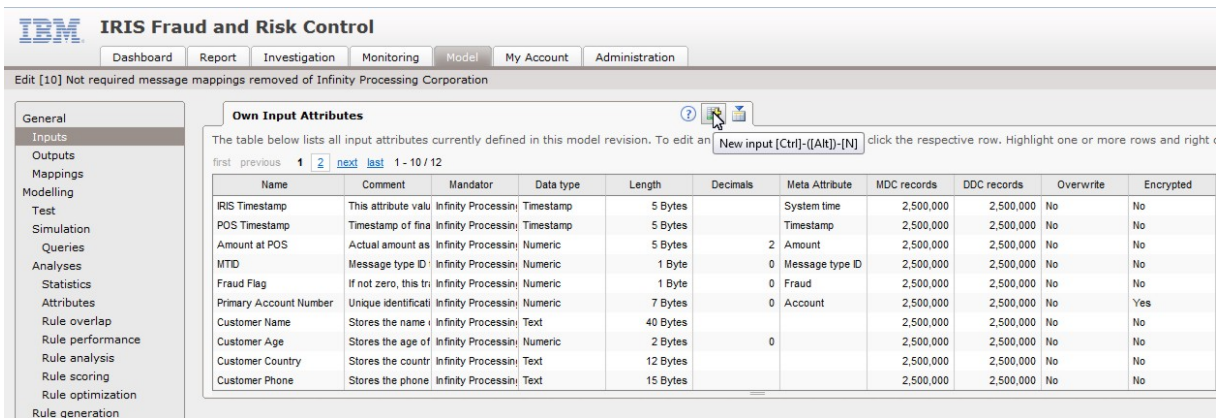 IBM IRIS Fraud and Risk Control
Dashboard Report Investigation Monitoring Model My Account Administration
Edit [10] Not required message mappings removed of Infinity Processing Corporation
General
Inputs
Outputs
Mappings
Modelling
Test
Simulation
Queries
Analyses
Statistics
Attributes
Rule overlap
Rule performance
Rule analysis
Rule scoring
Rule optimization
Rule generation
Own Input Attributes ?
The table below lists all input attributes currently defined in this model revision. To edit an click the respective row. Highlight one or more rows and right
New input [Ctrl]-([Alt])-[N]
first previous 1 2 next last 1 - 10 / 12
Name Comment Mandator Data type Length Decimals Meta Attribute MDC records DDC records Overwrite Encrypted
IRIS Timestamp This attribute valu Infinity Processing Timestamp 5 Bytes System time 2,500,000 2,500,000 No No
POS Timestamp Timestamp of fina Infinity Processing Timestamp 5 Bytes Timestamp 2,500,000 2,500,000 No No
Amount at POS Actual amount as Infinity Processing Numeric 5 Bytes 2 Amount 2,500,000 2,500,000 No No
MTID Message type ID Infinity Processing Numeric 1 Byte 0 Message type ID 2,500,000 2,500,000 No No
Fraud Flag If not zero, this tra Infinity Processing Numeric 1 Byte 0 Fraud 2,500,000 2,500,000 No No
Primary Account Number Unique identificati Infinity Processing Numeric 7 Bytes 0 Account 2,500,000 2,500,000 No Yes
Customer Name Stores the name Infinity Processing Text 40 Bytes 2,500,000 2,500,000 No No
Customer Age Stores the age of Infinity Processing Numeric 2 Bytes 0 2,500,000 2,500,000 No No
Customer Country Stores the countr Infinity Processing Text 12 Bytes 2,500,000 2,500,000 No No
Customer Phone Stores the phone Infinity Processing Text 15 Bytes 2,500,000 2,500,000 No No